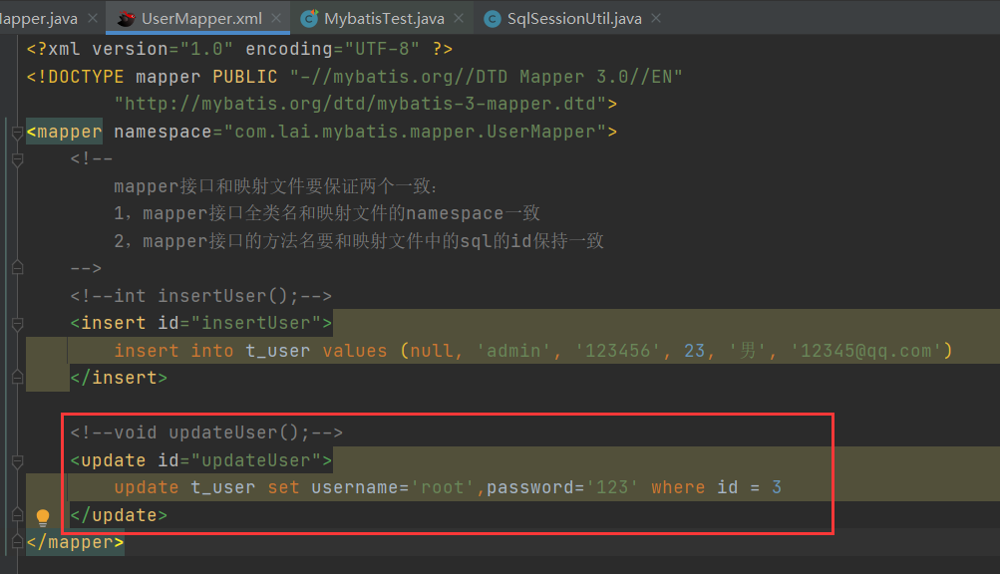 Mapper.java UserMapper.xml MybatisTest.java SqlSessionUtil.java
<?xml version="1.0" encoding="UTF-8" ?>
<!DOCTYPE mapper PUBLIC "-//mybatis.org//DTD Mapper 3.0//EN"
"http://mybatis.org/dtd/mybatis-3-mapper.dtd">
<mapper namespace="com.lai.mybatis.mapper.UserMapper">
<!--
mapper接口和映射文件要保证两个一致:
1, mapper接口全类名和映射文件的namespace一致
2, mapper接口的方法名要和映射文件中的sql的id保持一致
-->
<!--int insertUser();-->
<insert id="insertUser">
insert into t_user values (null, 'admin', '123456', 23, '男', '12345@qq.com')
</insert>
<!--void updateUser();-->
<update id="updateUser">
update t_user set username='root',password='123' where id = 3
</update>
</mapper>